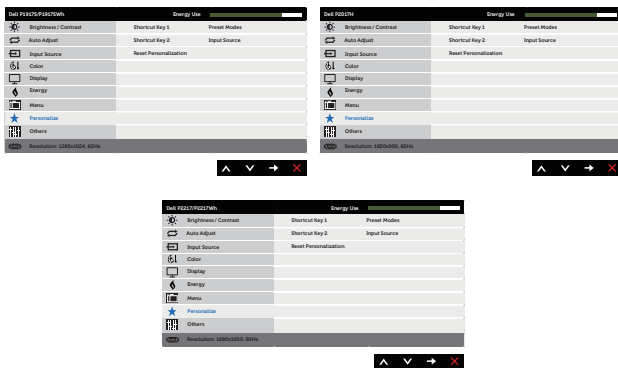 Dell P1917S/P1917SWh Energy Use
Brightness / Contrast Shortcut Key 1 Preset Modes
Auto Adjust Shortcut Key 2 Input Source
Input Source Reset Personalization
Color
Display
Energy
Menu
Personalize
Others
Resolution: 1280x1024, 60Hz
Dell P2017H Energy Use
Brightness / Contrast Shortcut Key 1 Preset Modes
Auto Adjust Shortcut Key 2 Input Source
Input Source Reset Personalization
Color
Display
Energy
Menu
Personalize
Others
Resolution: 1600x900, 60Hz
Dell P2217/P2217Wh Energy Use
Brightness / Contrast Shortcut Key 1 Preset Modes
Auto Adjust Shortcut Key 2 Input Source
Input Source Reset Personalization
Color
Display
Energy
Menu
Personalize
Others
Resolution: 1680x1050, 60Hz